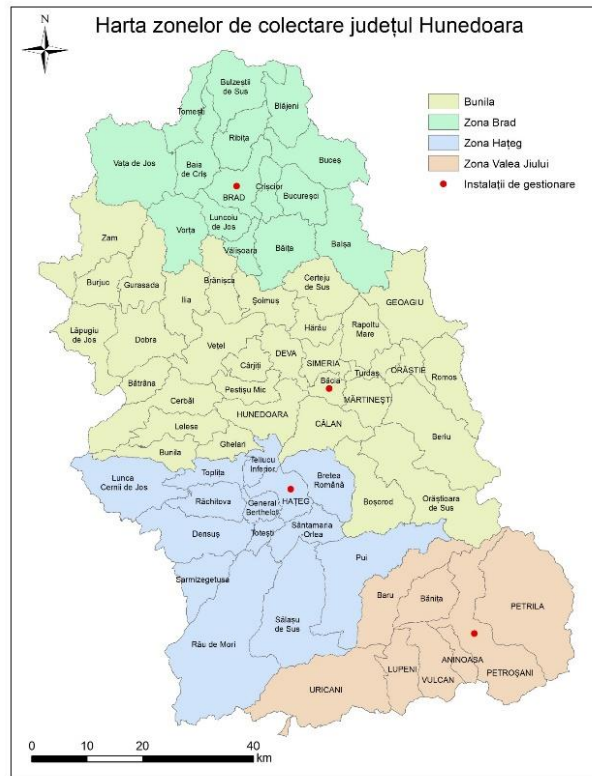 Harta zonelor de colectare județul Hunedoara
N
Bunila
Zona Brad
Zona Hațeg
Zona Valea Jiului
Instalații de gestionare
Bulzestii
de Sus
Tomești
Blăjeni
Ribița
Vața de Jos
Baia
de Criș
Buceș
BRAD
Crișcior
București
Luncoiu
de Jos
Vorța
Vălișoara
Băița
Balșa
Zam
Burjuc
Gurasada
Ilia
Brănișca
Șoimuș
Certeju
de Sus
GEOAGIU
Lăpugiu
de Jos
Dobra
Vețel
Hărău
Rapoltu
Mare
DEVA
SIMERIA
Turdaș
ORĂȘTIE
Romos
Bătrâna
Cârjiti
Băcia
Pestișu Mic
MĂRTINEȘTI
Cerbăl
HUNEDOARA
Lelese
CĂLAN
Beriu
Ghelari
Bunila
Teliucu
Inferior
Toplița
Bretea
Română
Lunca
Cernii de Jos
Boșorod
Orăștioara
de Sus
Răchitova
General
Berthelot
HAȚEG
Densuș
Totești
Sântamaria
Orlea
Pui
Sarmizegetusa
Baru
Bănița
PETRILA
Sălașu
de Sus
Râu de Mori
ANINOASA
LUPENI
PETROȘANI
VULCAN
URICANI
0 10 20 40
km